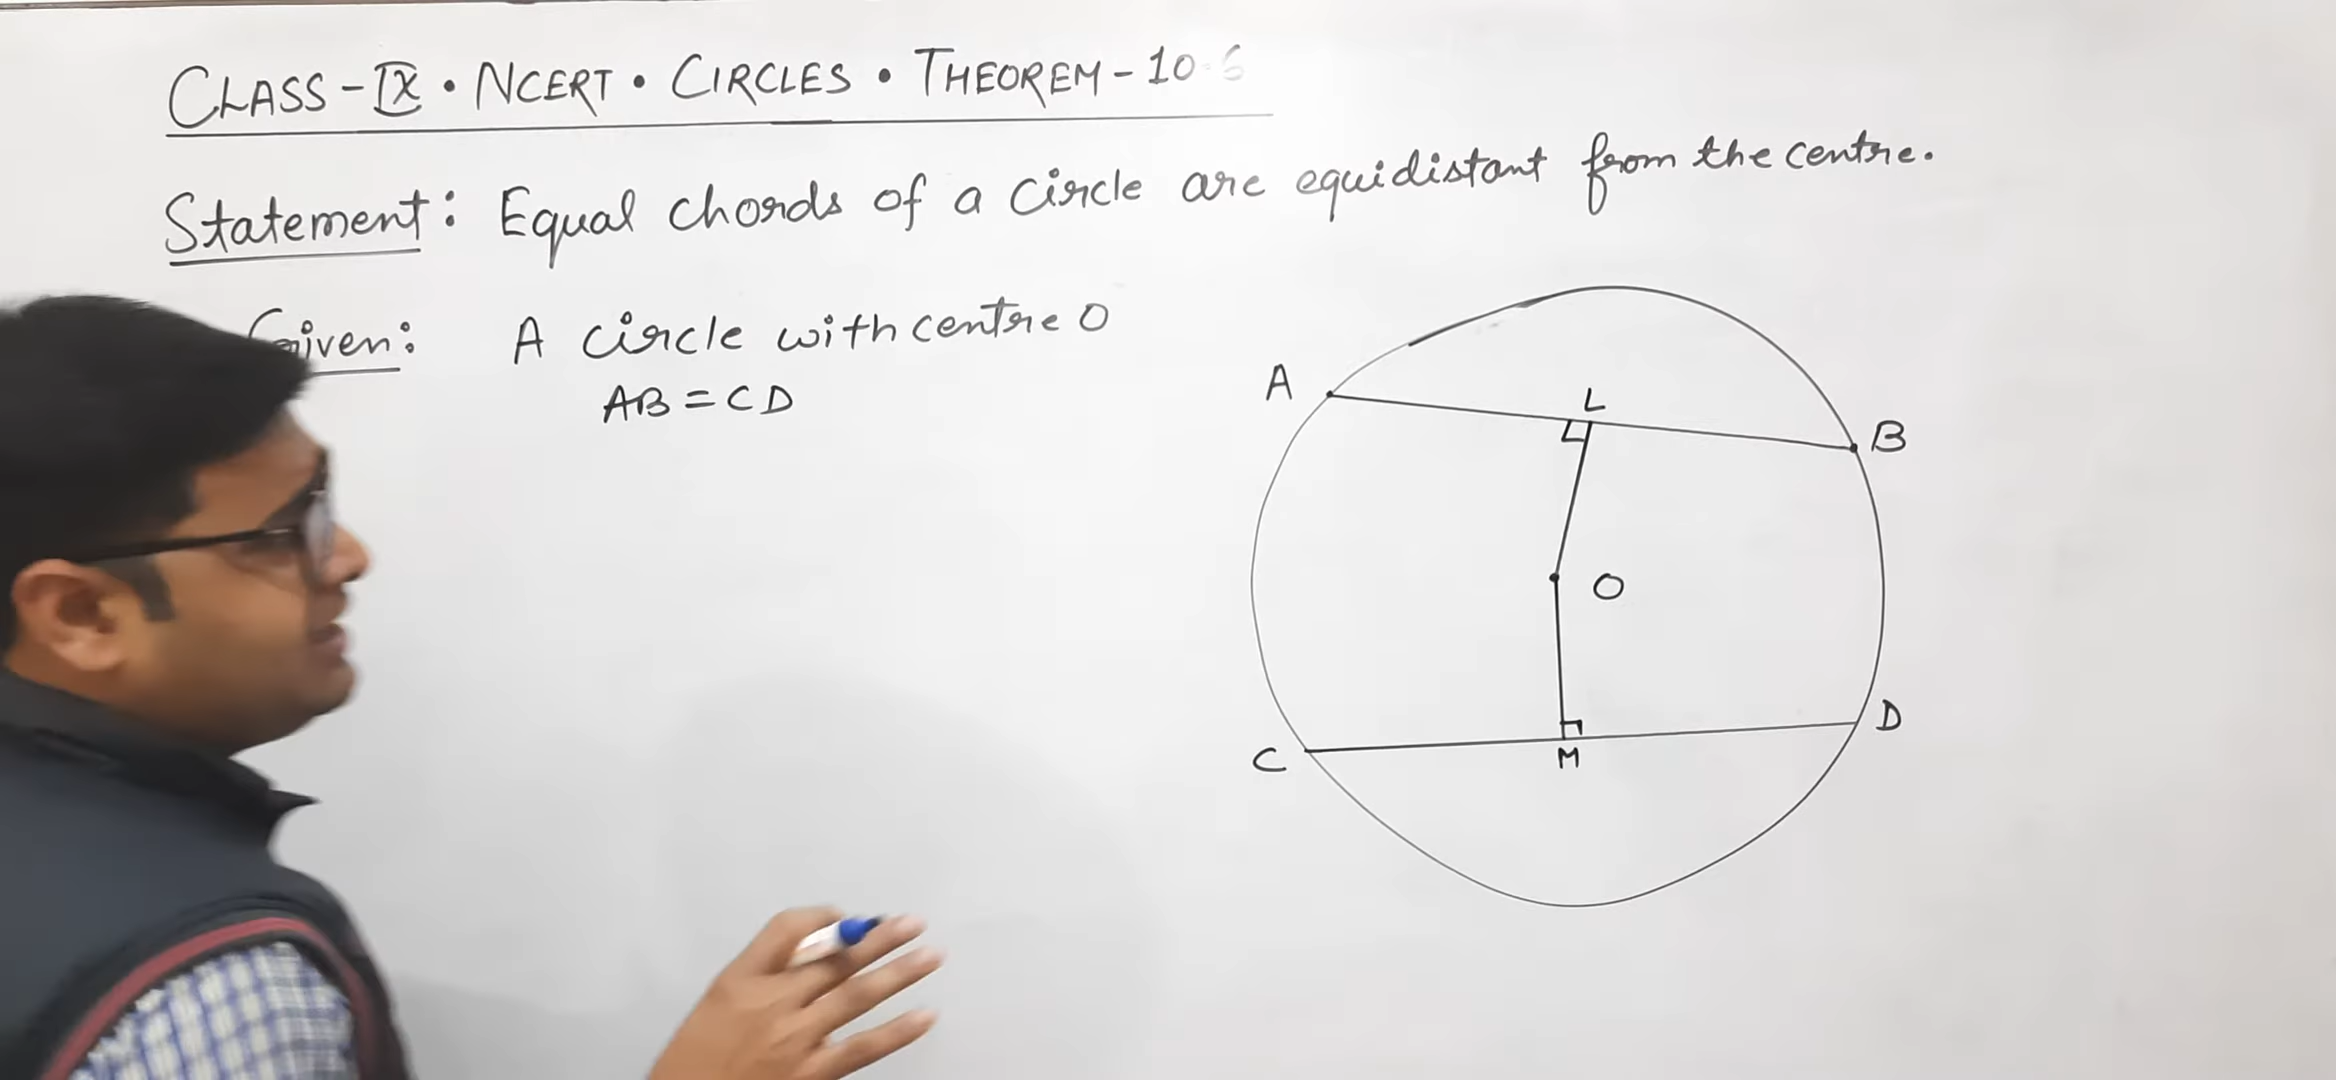 CLASS-IX • NCERT • CIRCLES • THEOREM-10.6
Statement: Equal chords of a circle are equidistant from the centre.
Given: A circle with centre O
AB = CD
A
L
B
O
C
M
D